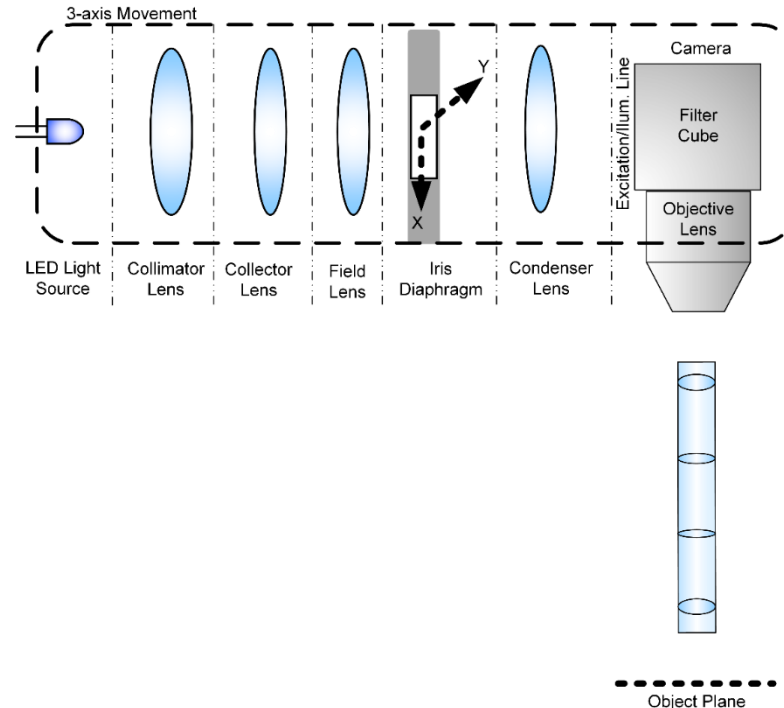 3-axis Movement
Camera
Filter
Cube
Y
X
Excitation/Ilum. Line
Objective
Lens
LED Light
Source
Collimator
Lens
Collector
Lens
Field
Lens
Iris
Diaphragm
Condenser
Lens
Object Plane